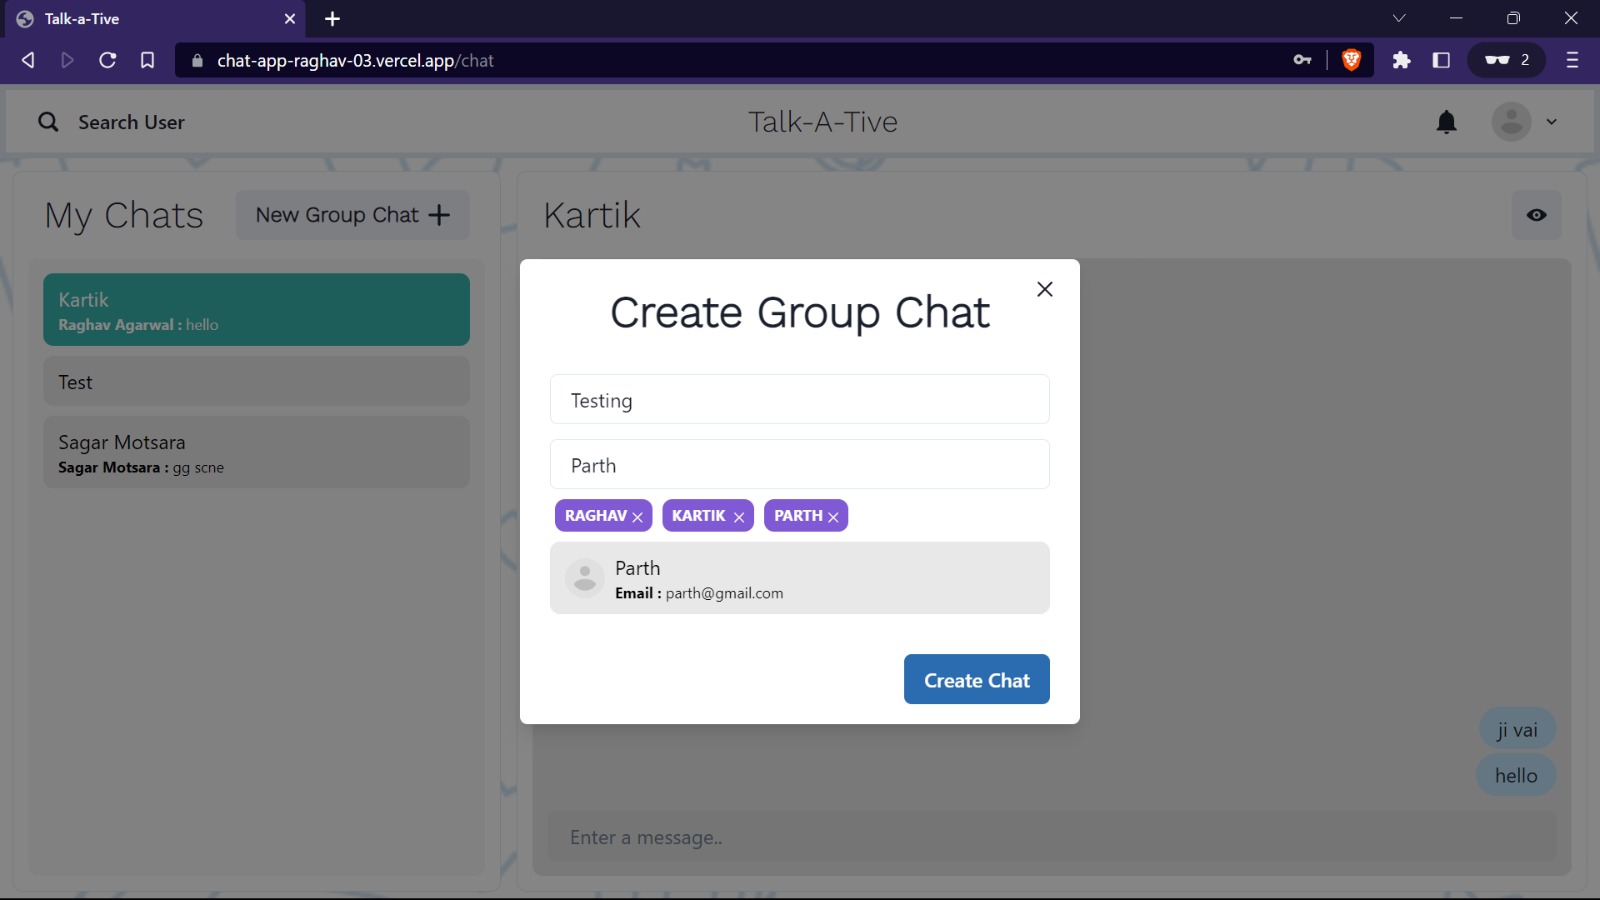 Talk-a-Tive
chat-app-raghav-03.vercel.app/chat
2
Search User
Talk-A-Tive
My Chats
New Group Chat
Kartik
Raghav Agarwal : hello
Test
Sagar Motsara
Sagar Motsara : gg scne
Kartik
Create Group Chat
Testing
Parth
RAGHAV KARTIK PARTH
Parth
Email : parth@gmail.com
Create Chat
ji vai
hello
Enter a message..